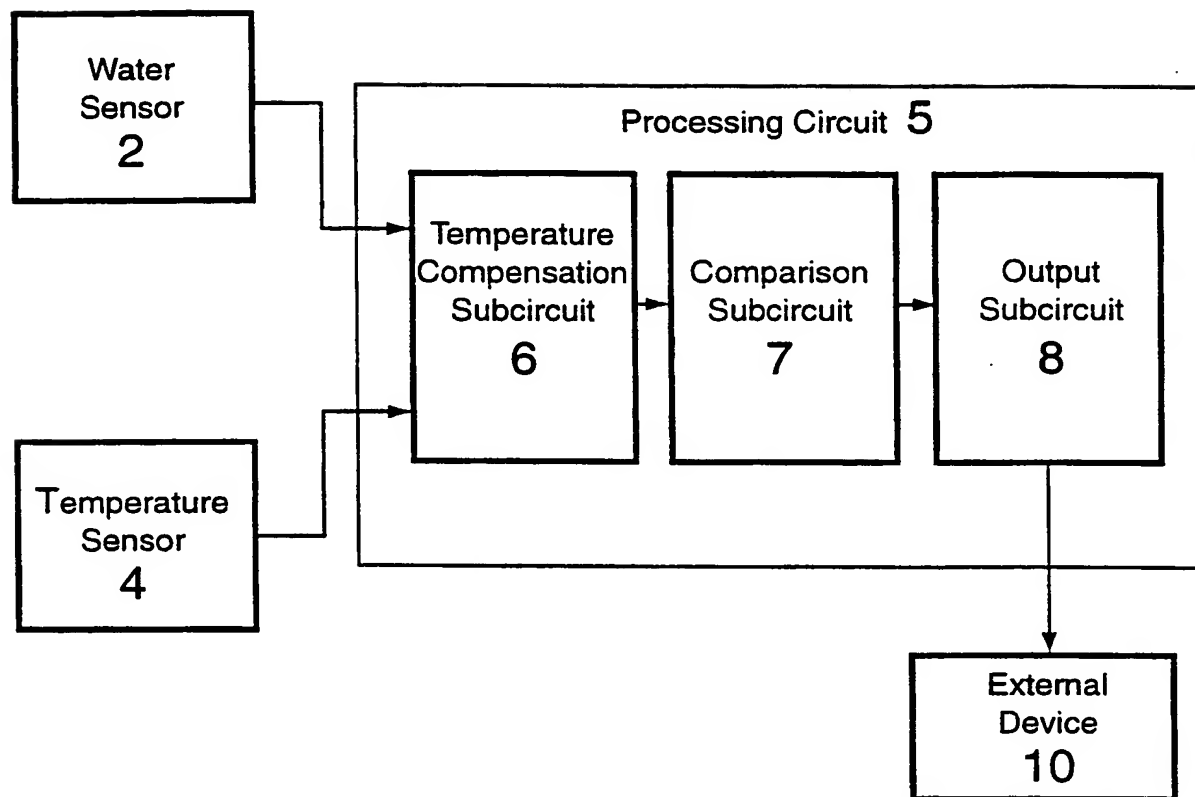 Water
Sensor
2
Processing Circuit 5
Temperature
Compensation
Subcircuit
6
Comparison
Subcircuit
7
Output
Subcircuit
8
Temperature
Sensor
4
External
Device
10